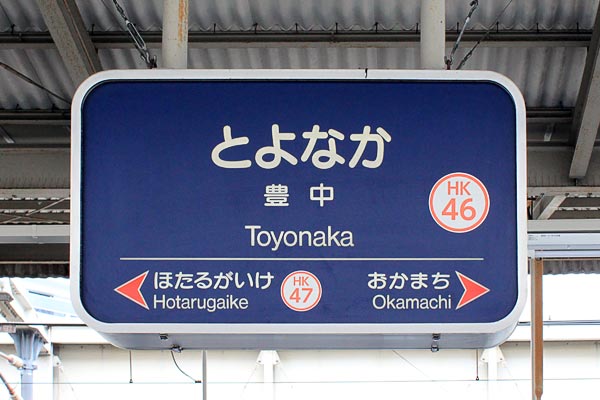 とよなか
豊中
HK
46
Toyonaka
ほたるがいけ
Hotarugaike
HK
47
おかまち
Okamachi